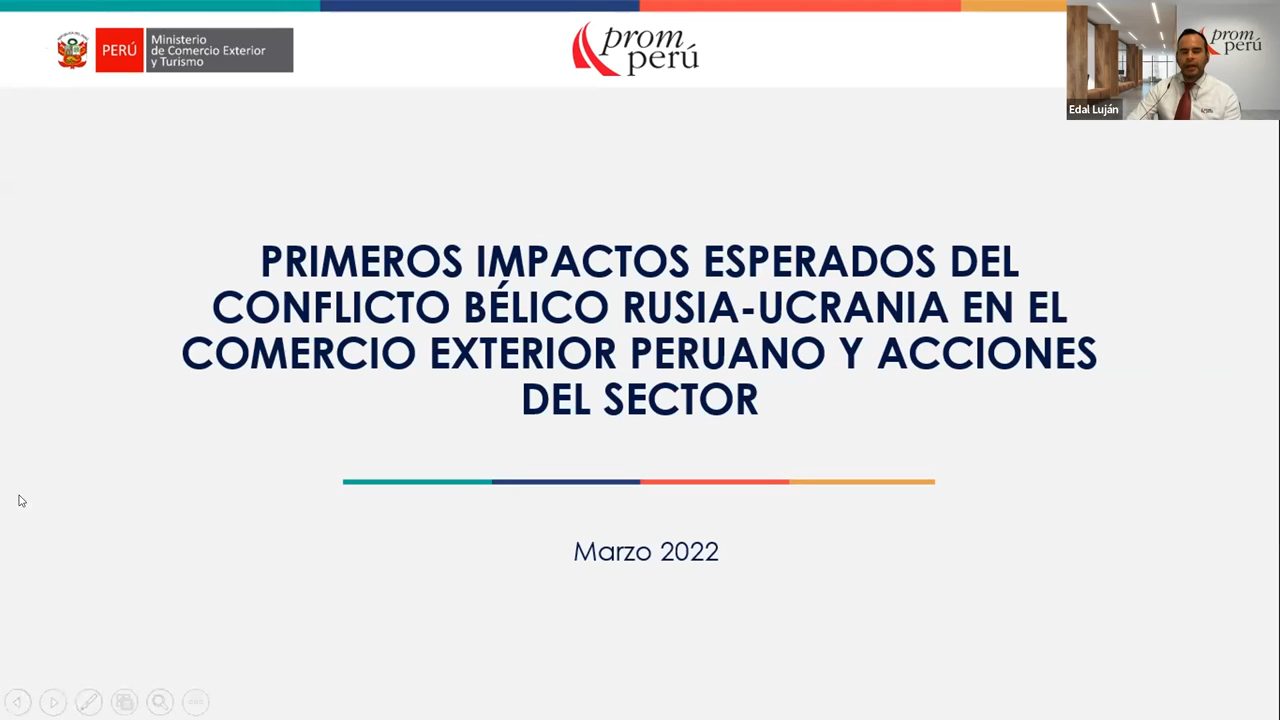 PERÚ
Ministerio
de Comercio Exterior
y Turismo
prom
perú
prom
perú
Edal Luján
PRIMEROS IMPACTOS ESPERADOS DEL
CONFLICTO BÉLICO RUSIA-UCRANIA EN EL
COMERCIO EXTERIOR PERUANO Y ACCIONES
DEL SECTOR
Marzo 2022